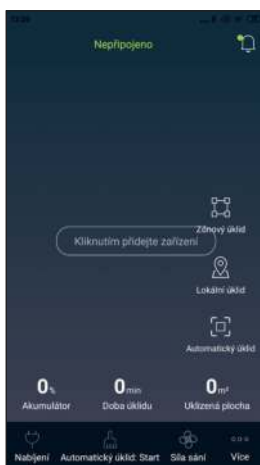 Nepřipojeno
Zónový úklid
Kliknutím přidejte zařízení
Lokální úklid
Automatický úklid
0% 0min 0m²
Akumulátor Doba úklidu Uklizená plocha
Nabíjení Automatický úklid: Start Síla sání Více